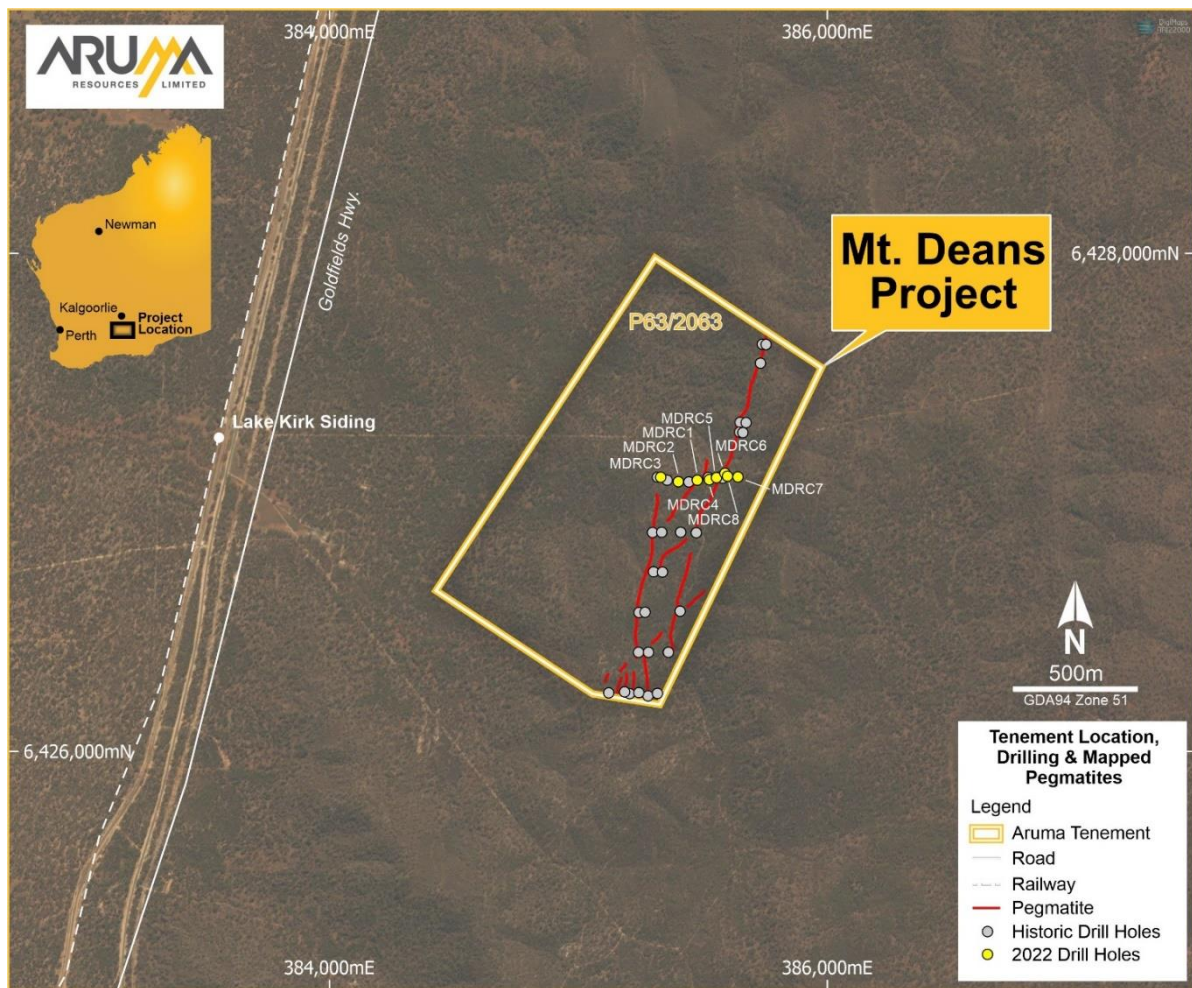 ARUMA
RESOURCES LIMITED
384,000mE
386,000mE
Newman
Kalgoorlie
Perth
Project
Location
Goldfields Hwy.
Mt. Deans
Project
6,428,000mN
P63/2063
Lake Kirk Siding
MDRC5
MDRC1
MDRC2
MDRC6
MDRC3
MDRC7
MDRC4
MDRC8
N
500m
GDA94 Zone 51
6,426,000mN
Tenement Location,
Drilling & Mapped
Pegmatites
Legend
Aruma Tenement
Road
Railway
Pegmatite
Historic Drill Holes
2022 Drill Holes
384,000mE
386,000mE